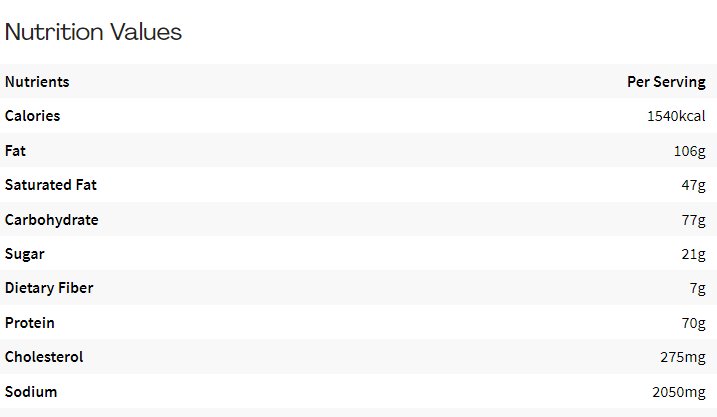 Nutrition Values
Nutrients Per Serving
Calories 1540kcal
Fat 106g
Saturated Fat 47g
Carbohydrate 77g
Sugar 21g
Dietary Fiber 7g
Protein 70g
Cholesterol 275mg
Sodium 2050mg